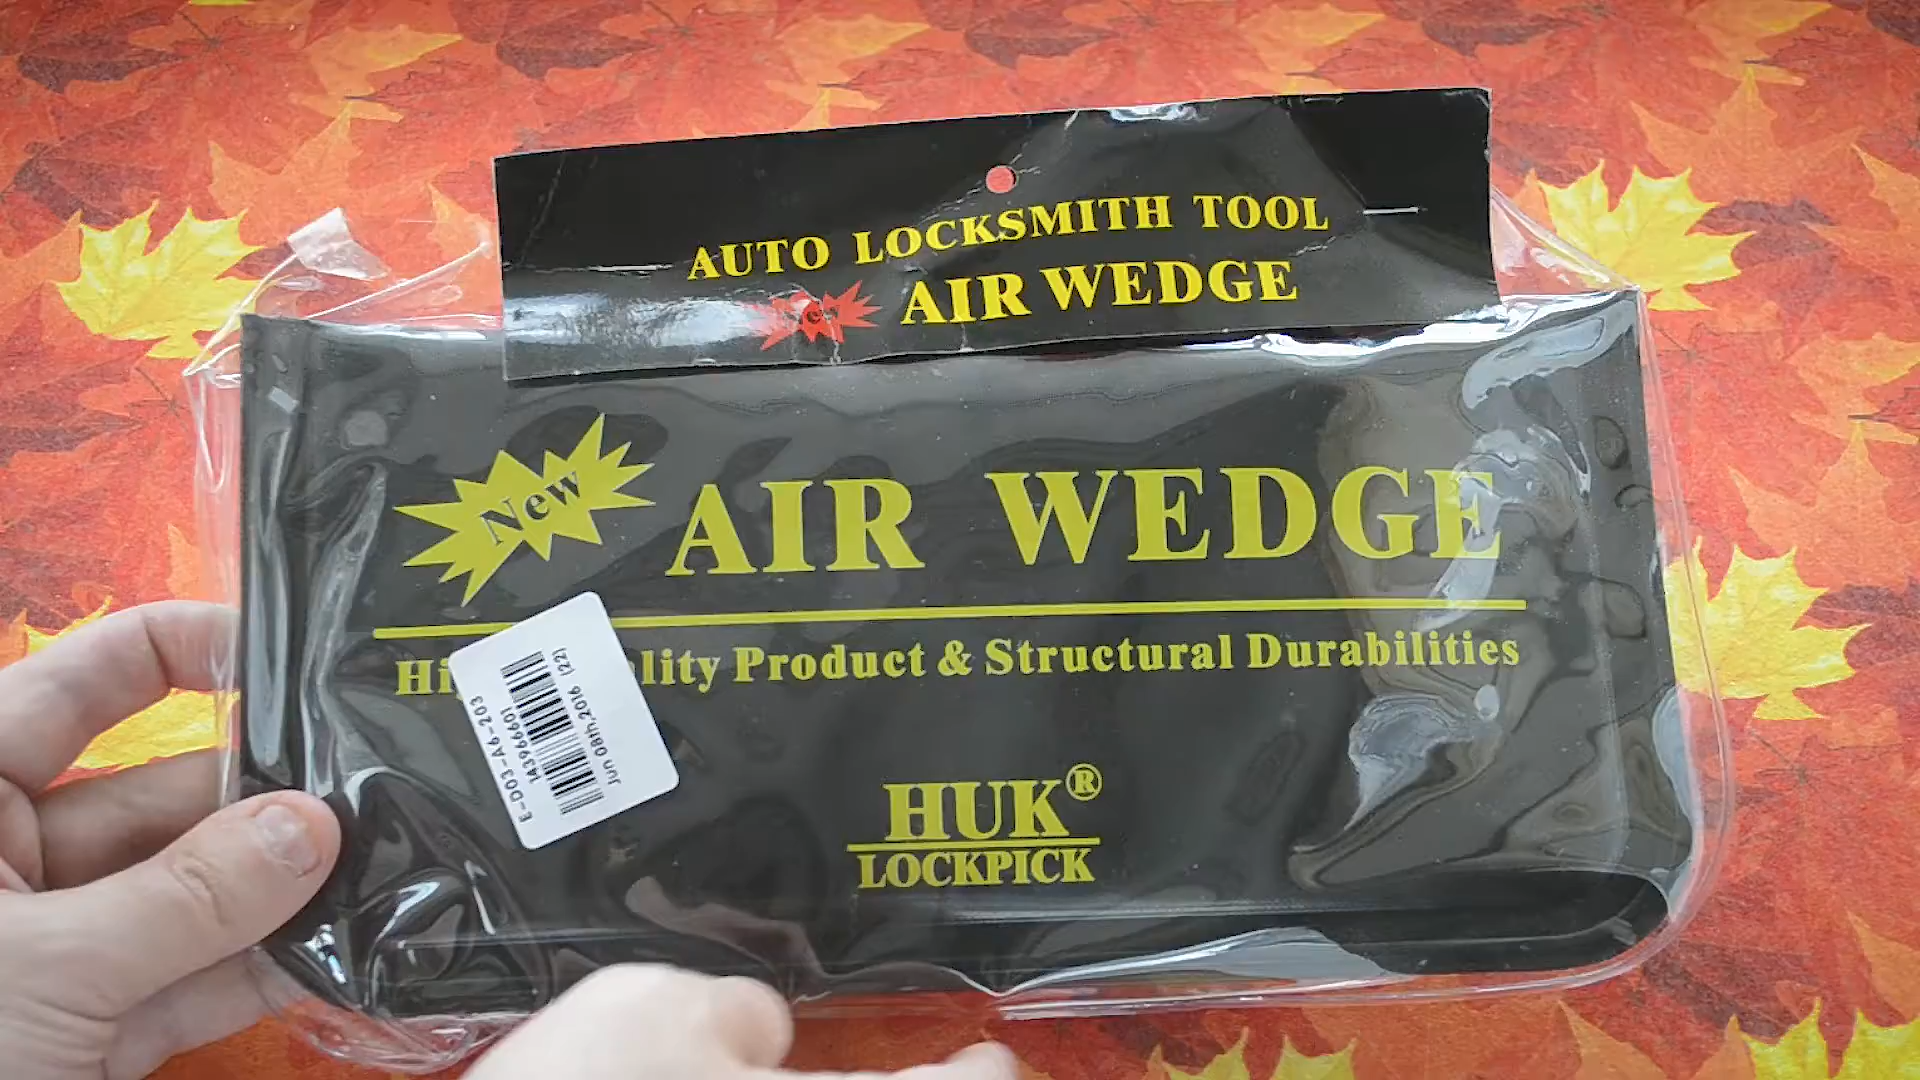 AUTO LOCKSMITH TOOL
New AIR WEDGE
New
AIR WEDGE
Hi lity Product & Structural Durabilities
E-D03-A6-203
143966601
Jun 08th,2016 (22)
HUK®
LOCKPICK